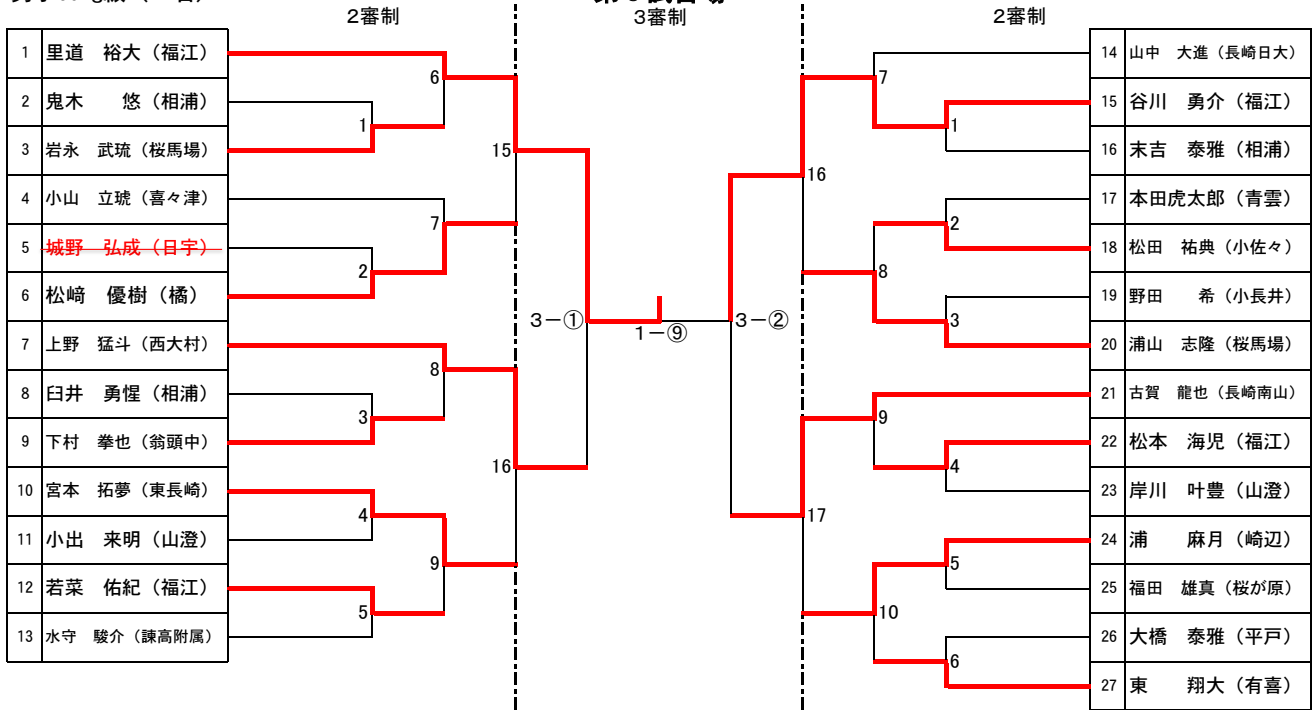 2審制
3審制
2審制
1 里道 裕大（福江）
2 鬼木 悠（相浦）
3 岩永 武琉（桜馬場）
4 小山 立琥（喜々津）
5 城野 弘成（日宇）
6 松﨑 優樹（橘）
7 上野 猛斗（西大村）
8 臼井 勇惺（相浦）
9 下村 拳也（翁頭中）
10 宮本 拓夢（東長崎）
11 小出 来明（山澄）
12 若菜 佑紀（福江）
13 水守 駿介（諫高附属）
6
1
7
2
8
3
4
9
5
15
16
3－①
1－⑨
3－②
16
17
7
1
2
8
3
9
4
5
10
6
14 山中 大進（長崎日大）
15 谷川 勇介（福江）
16 末吉 泰雅（相浦）
17 本田虎太郎（青雲）
18 松田 祐典（小佐々）
19 野田 希（小長井）
20 浦山 志隆（桜馬場）
21 古賀 龍也（長崎南山）
22 松本 海児（福江）
23 岸川 叶豊（山澄）
24 浦 麻月（崎辺）
25 福田 雄真（桜が原）
26 大橋 泰雅（平戸）
27 東 翔大（有喜）